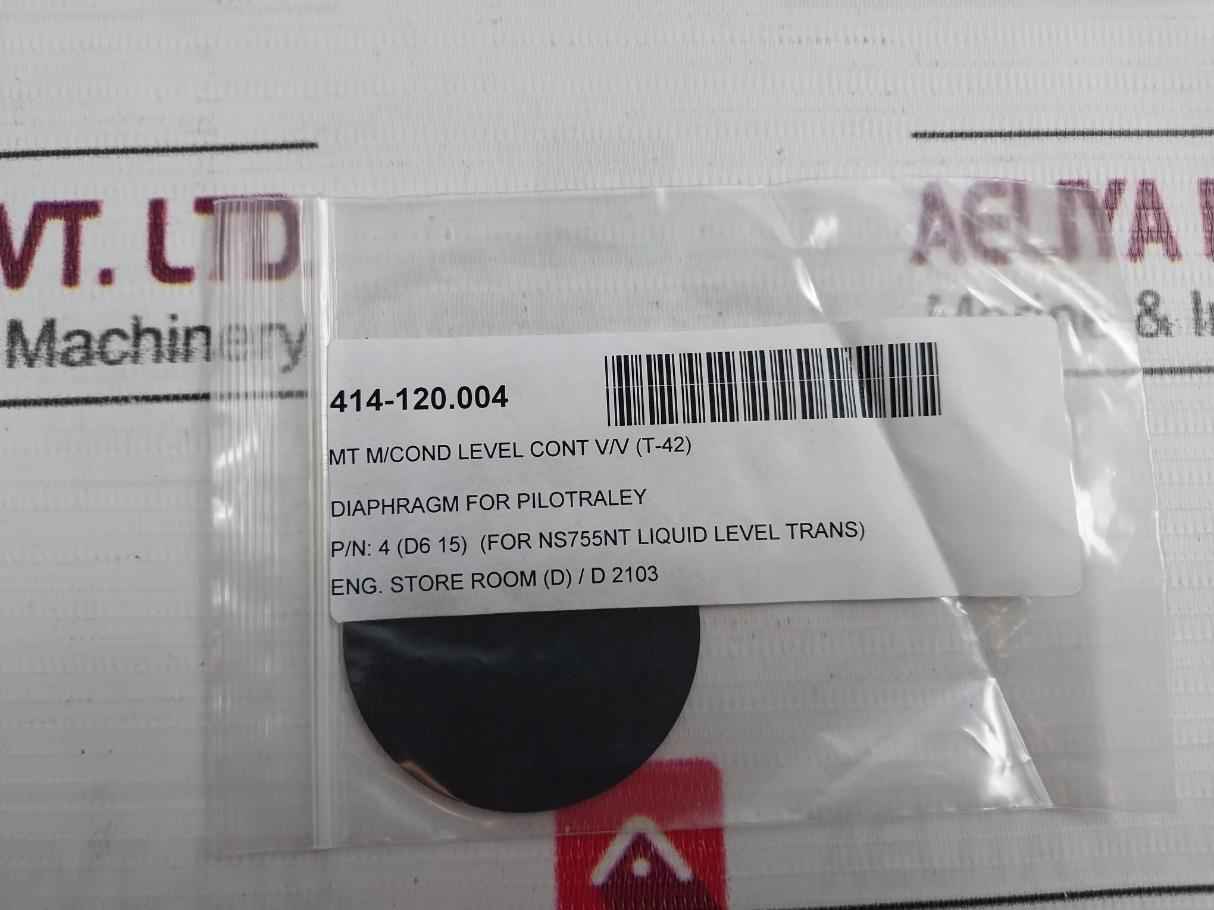 VT. LTD
Machinery
AELIYA
& 
414-120.004
MT M/COND LEVEL CONT V/V (T-42)
DIAPHRAGM FOR PILOTRALEY
P/N: 4 (D6 15) (FOR NS755NT LIQUID LEVEL TRANS)
ENG. STORE ROOM (D) / D 2103